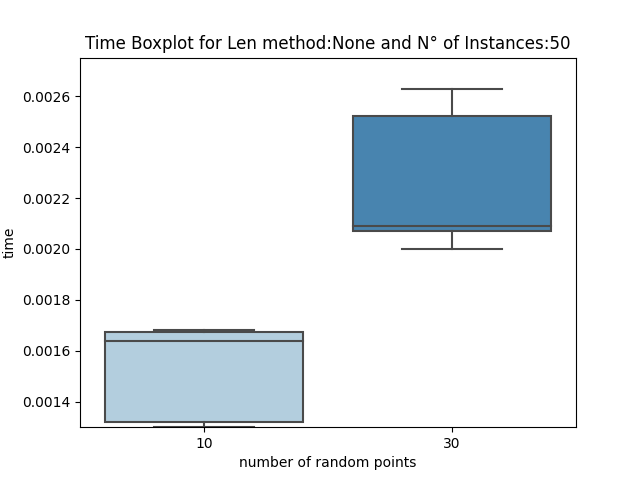 Time Boxplot for Len method:None and N° of Instances:50
0.0026
0.0024
0.0022
0.0020
0.0018
0.0016
0.0014
time
10 30
number of random points